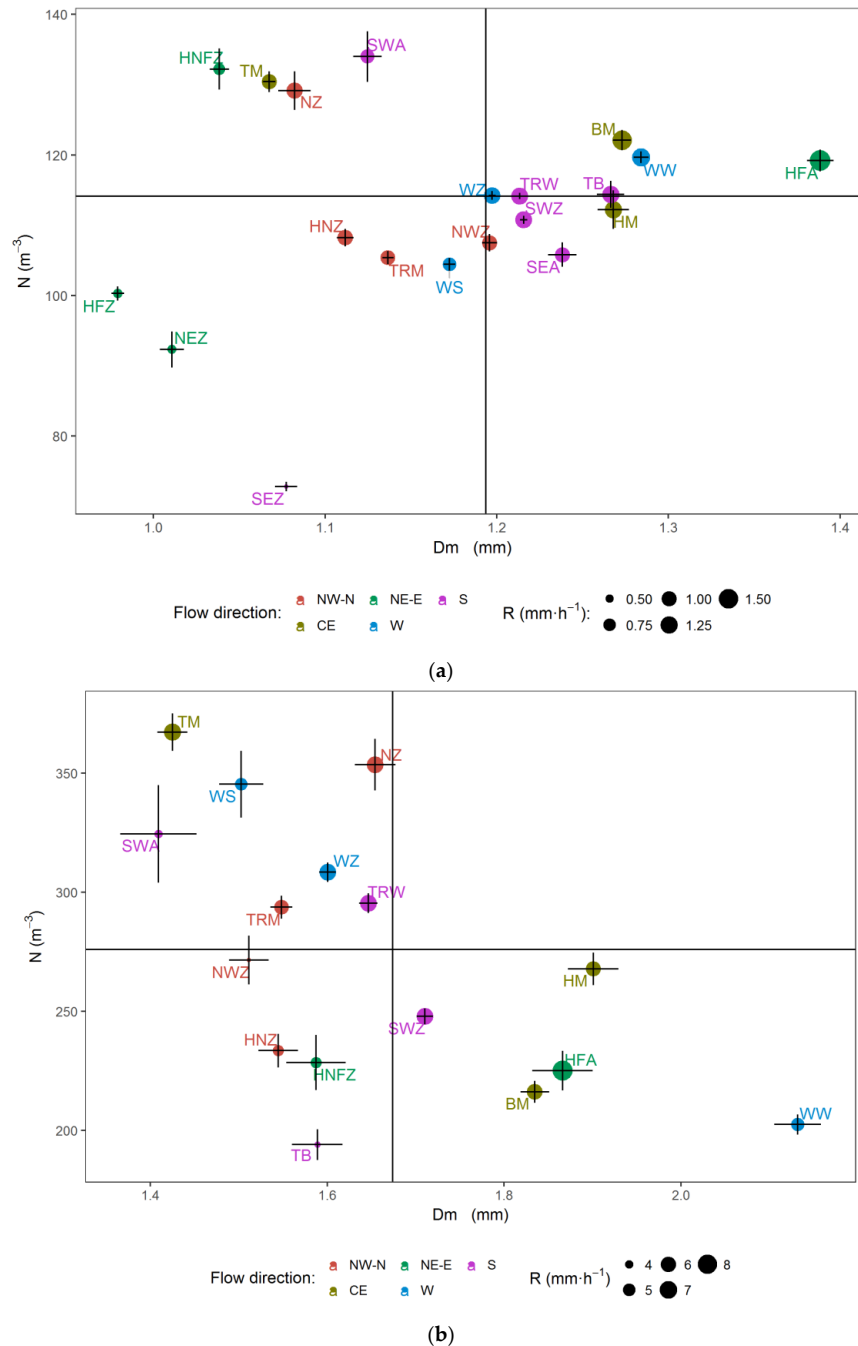 140
120
100
80
N (m⁻³)
HNFZ
TM
NZ
SWA
BM
WW
HFA
WZ
TRW
TB
SWZ
HM
HNZ
TRM
NWZ
WS
SEA
HFZ
NEZ
SEZ
1.0 1.1 1.2 1.3 1.4
Dm (mm)
Flow direction: NW-N NE-E S
CE W
R (mm·h⁻¹): 0.50 1.00 1.50
0.75 1.25
(a)
350
300
250
200
N (m⁻³)
TM
NZ
WS
SWA
WZ
TRW
TRM
NWZ
HM
SWZ
HNZ
HNFZ
HFA
BM
WW
TB
1.4 1.6 1.8 2.0
Dm (mm)
Flow direction: NW-N NE-E S
CE W
R (mm·h⁻¹) 4 6 8
5 7
(b)